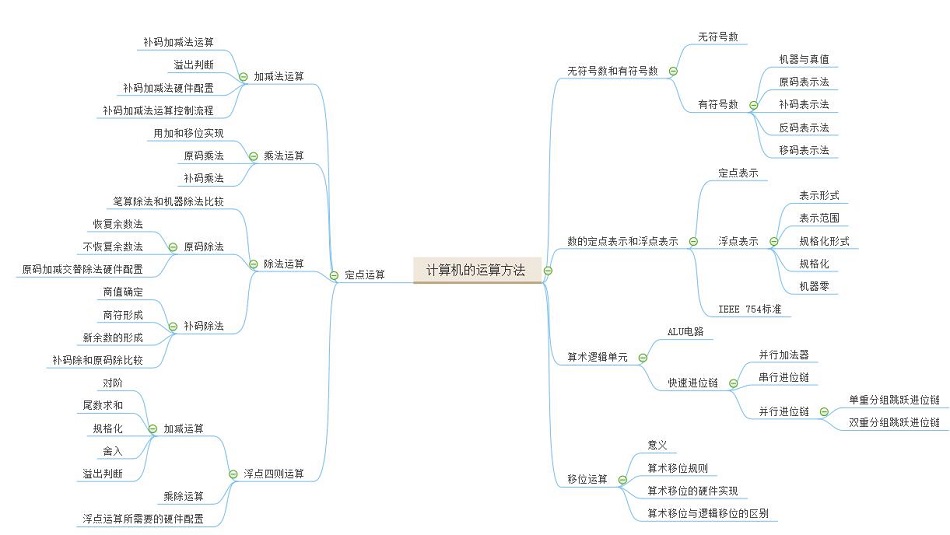 计算机的运算方法
无符号数和有符号数
无符号数
有符号数
机器与真值
原码表示法
补码表示法
反码表示法
移码表示法
数的定点表示和浮点表示
定点表示
浮点表示
表示形式
表示范围
规格化形式
规格化
机器零
IEEE 754标准
算术逻辑单元
ALU电路
快速进位链
并行加法器
串行进位链
并行进位链
单重分组跳跃进位链
双重分组跳跃进位链
移位运算
意义
算术移位规则
算术移位的硬件实现
算术移位与逻辑移位的区别
定点运算
加减法运算
补码加减法运算
溢出判断
补码加减法硬件配置
补码加减法运算控制流程
乘法运算
用加和移位实现
原码乘法
补码乘法
除法运算
笔算除法和机器除法比较
原码除法
恢复余数法
不恢复余数法
原码加减交替除法硬件配置
补码除法
商值确定
商符形成
新余数的形成
补码除和原码除比较
浮点四则运算
加减运算
对阶
尾数求和
规格化
舍入
溢出判断
乘除运算
浮点运算所需要的硬件配置